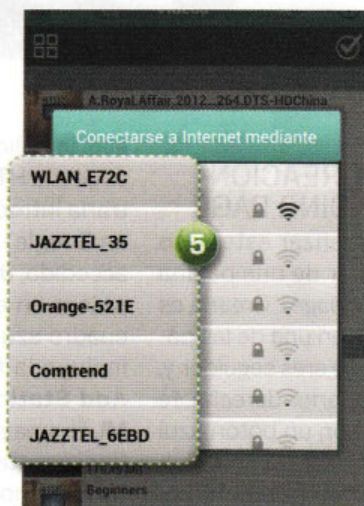 A.Royal.Affair.2012...264.DTS-HDChina
Conectarse a Internet mediante
WLAN_E72C
JAZZTEL_35
5
Orange-521E
Comtrend
JAZZTEL_6EBD
Beginners